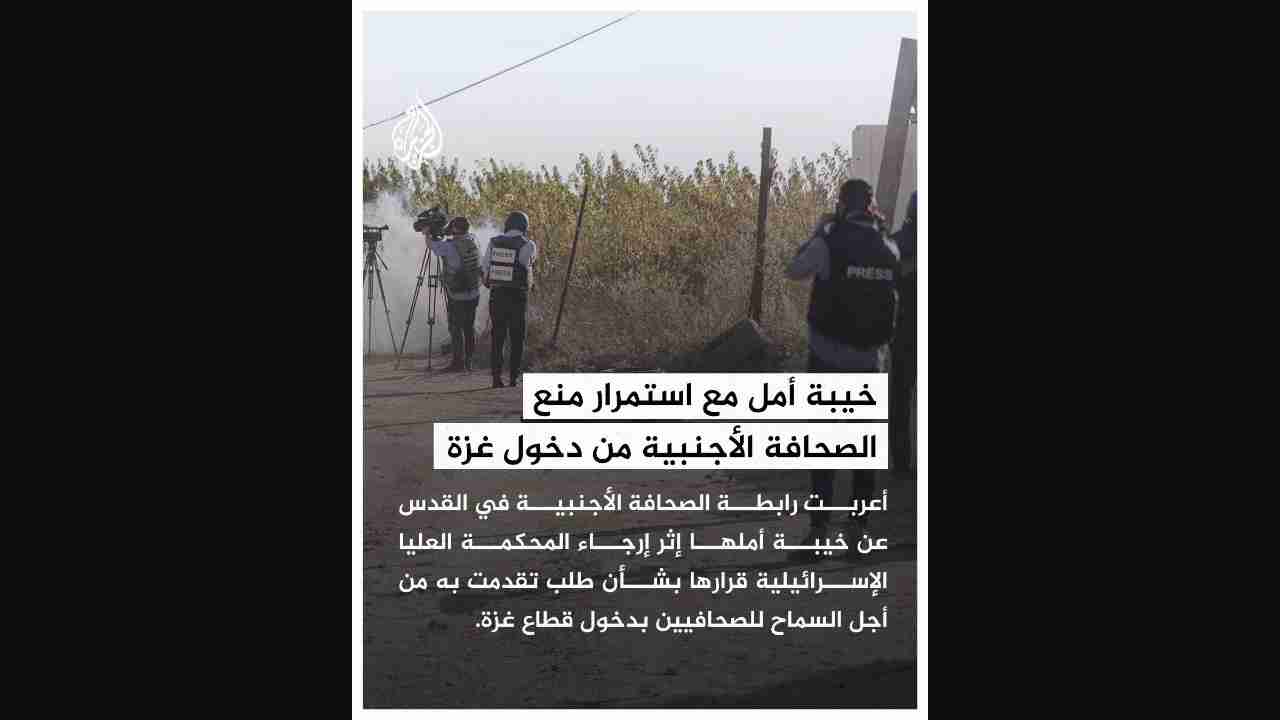 الجزيرة
PRESS
PRESS
PRESS
خيبة أمل مع استمرار منع
الصحافة الأجنبية من دخول غزة
أعربت رابطة الصحافة الأجنبية في القدس
عن خيبة أملها إثر إرجاء المحكمة العليا
الإسرائيلية قرارها بشأن طلب تقدمت به من
أجل السماح للصحافيين بدخول قطاع غزة.